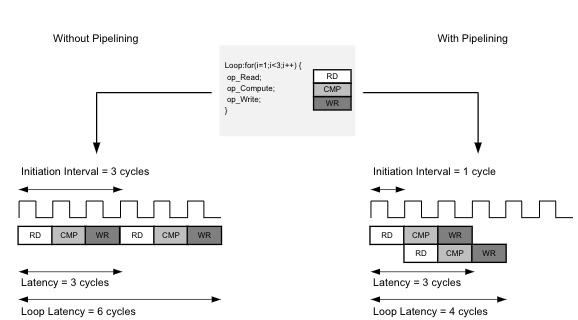 Without Pipelining
With Pipelining
Loop:for(i=1;i<3;i++) {
op_Read;
op_Compute;
op_Write;
}
RD
CMP
WR
Initiation Interval = 3 cycles
RD CMP WR RD CMP WR
Latency = 3 cycles
Loop Latency = 6 cycles
Initiation Interval = 1 cycle
RD CMP WR
RD CMP WR
Latency = 3 cycles
Loop Latency = 4 cycles